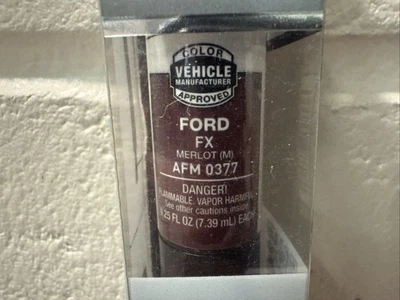 COLOR
VEHICLE
MANUFACTURER
APPROVED
FORD
FX
MERLOT (M)
AFM 0377
DANGER!
FLAMMABLE. VAPOR HARMFUL
See other cautions inside.
0.25 FL OZ (7.39 mL) EACH